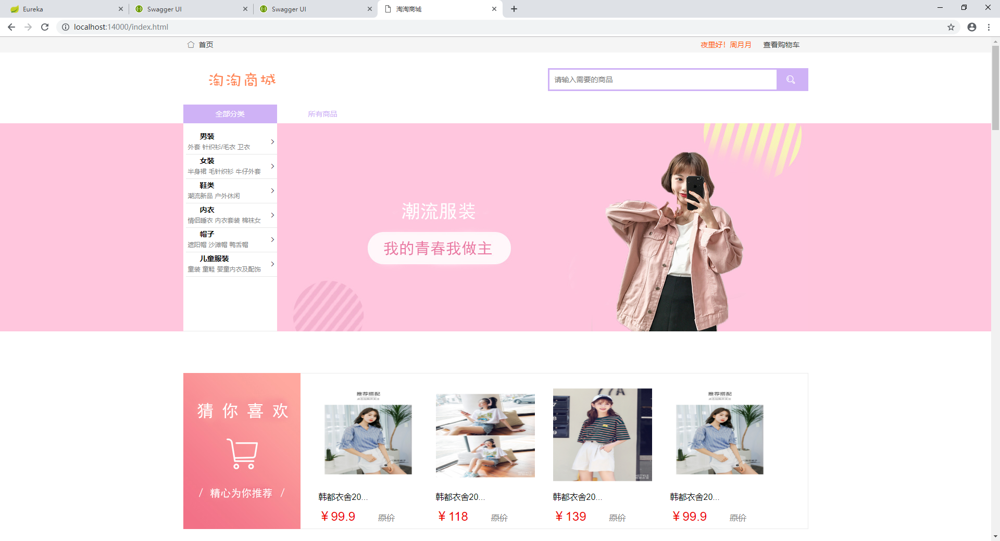 Eureka
Swagger UI
Swagger UI
淘淘商城
localhost:14000/index.html
首页
夜里好！周月月
查看购物车
淘淘商城
请输入需要的商品
全部分类
所有商品
男装
外套 针织衫/毛衣 卫衣
女装
半身裙 毛针织衫 牛仔外套
鞋类
潮流新品 户外休闲
内衣
情侣睡衣 内衣套装 棉袜女
帽子
遮阳帽 沙滩帽 鸭舌帽
儿童服装
童装 童鞋 婴童内衣及配饰
潮流服装
我的青春我做主
猜你喜欢
/ 精心为你推荐 /
推荐搭配
推荐搭配
韩都衣舍20...
韩都衣舍20...
韩都衣舍20...
韩都衣舍20...
¥ 99.9 原价
¥ 118 原价
¥ 139 原价
¥ 99.9 原价